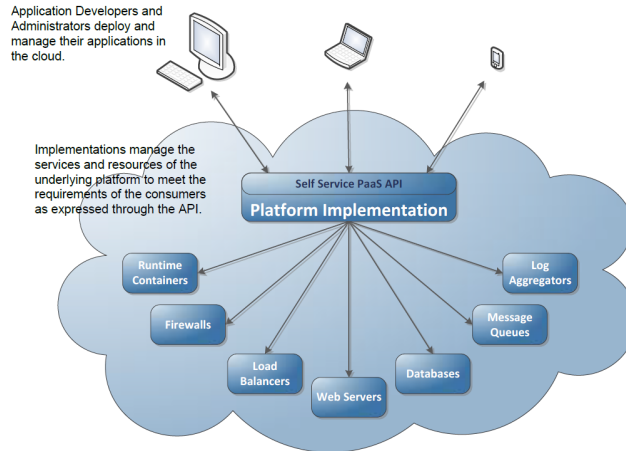 Application Developers and
Administrators deploy and
manage their applications in
the cloud.
Implementations manage the
services and resources of the
underlying platform to meet the
requirements of the consumers
as expressed through the API.
Self Service PaaS API
Platform Implementation
Runtime
Containers
Log
Aggregators
Firewalls
Message
Queues
Load
Balancers
Databases
Web Servers